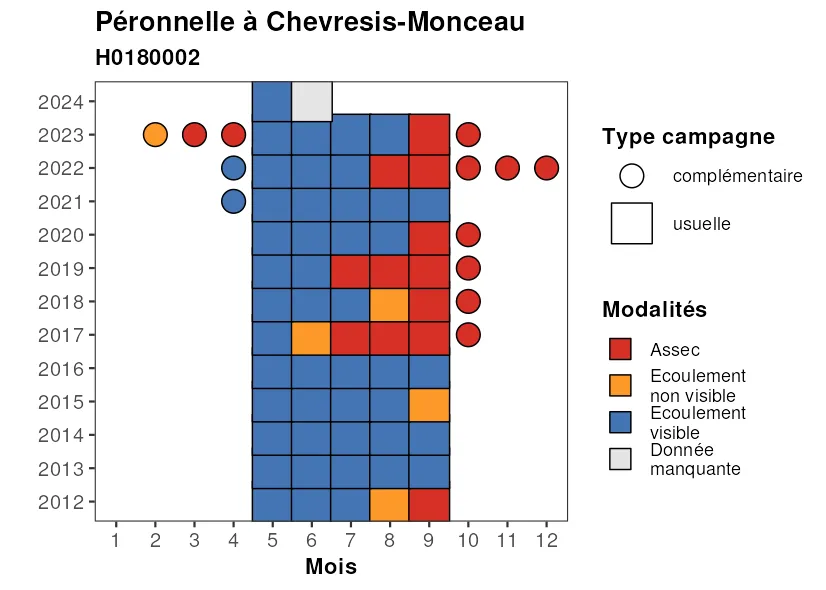 Péronnelle à Chevresis-Monceau
H0180002
2024
2023
2022
2021
2020
2019
2018
2017
2016
2015
2014
2013
2012
1 2 3 4 5 6 7 8 9 10 11 12
Mois
Type campagne
complémentaire
usuelle
Modalités
Assec
Ecoulement
non visible
Ecoulement
visible
Donnée
manquante